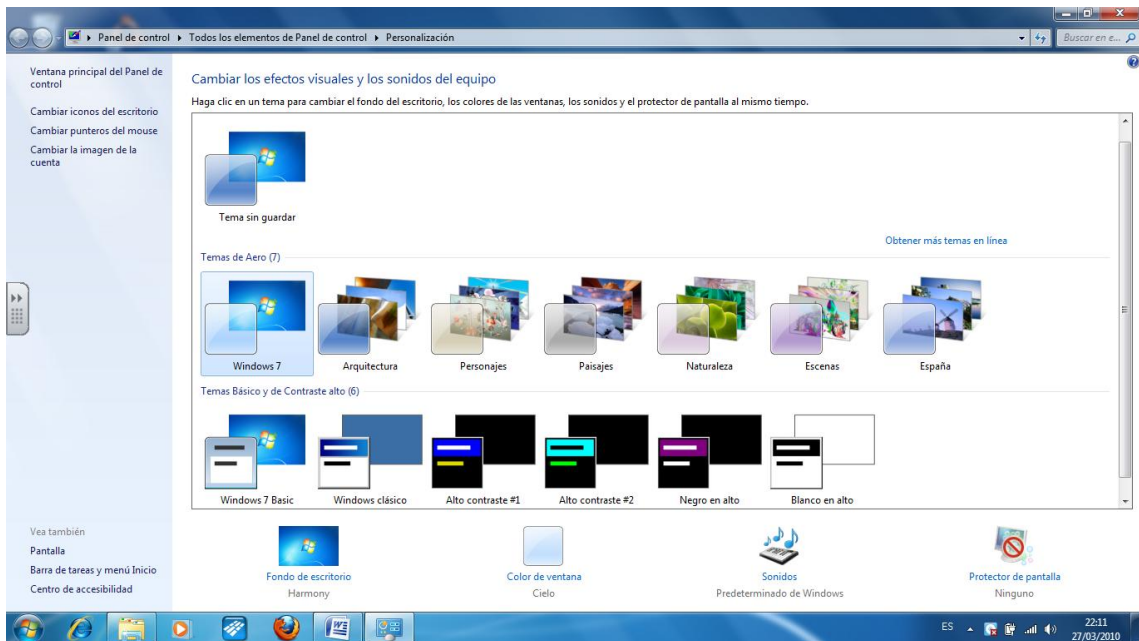 Panel de control ▸ Todos los elementos de Panel de control ▸ Personalización
Buscar en e...
Ventana principal del Panel de
control
Cambiar iconos del escritorio
Cambiar punteros del mouse
Cambiar la imagen de la
cuenta
Cambiar los efectos visuales y los sonidos del equipo
Haga clic en un tema para cambiar el fondo del escritorio, los colores de las ventanas, los sonidos y el protector de pantalla al mismo tiempo.
Tema sin guardar
Obtener más temas en línea
Temas de Aero (7)
Windows 7 Arquitectura Personajes Paisajes Naturaleza Escenas España
Temas Básico y de Contraste alto (6)
Windows 7 Basic Windows clásico Alto contraste #1 Alto contraste #2 Negro en alto Blanco en alto
Vea también
Pantalla
Barra de tareas y menú Inicio
Centro de accesibilidad
Fondo de escritorio Color de ventana Sonidos Protector de pantalla
Harmony Cielo Predeterminado de Windows Ninguno
ES 22:11
27/03/2010